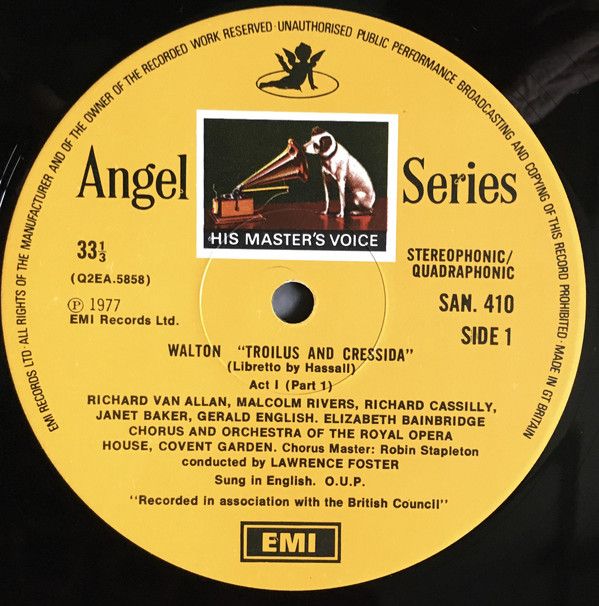 EMI RECORDS LTD · ALL RIGHTS OF THE MANUFACTURER AND OF THE OWNER OF THE RECORDED WORK RESERVED · UNAUTHORISED PUBLIC PERFORMANCE BROADCASTING AND COPYING OF THIS RECORD PROHIBITED · MADE IN GT BRITAIN
Angel Series
HIS MASTER'S VOICE
33⅓
(Q2EA.5858)
℗ 1977
EMI Records Ltd.
STEREOPHONIC/
QUADRAPHONIC
SAN. 410
SIDE 1
WALTON "TROILUS AND CRESSIDA"
(Libretto by Hassall)
Act I (Part 1)
RICHARD VAN ALLAN, MALCOLM RIVERS, RICHARD CASSILLY,
JANET BAKER, GERALD ENGLISH. ELIZABETH BAINBRIDGE
CHORUS AND ORCHESTRA OF THE ROYAL OPERA
HOUSE, COVENT GARDEN. Chorus Master: Robin Stapleton
conducted by LAWRENCE FOSTER
Sung in English. O.U.P.
"Recorded in association with the British Council"
EMI